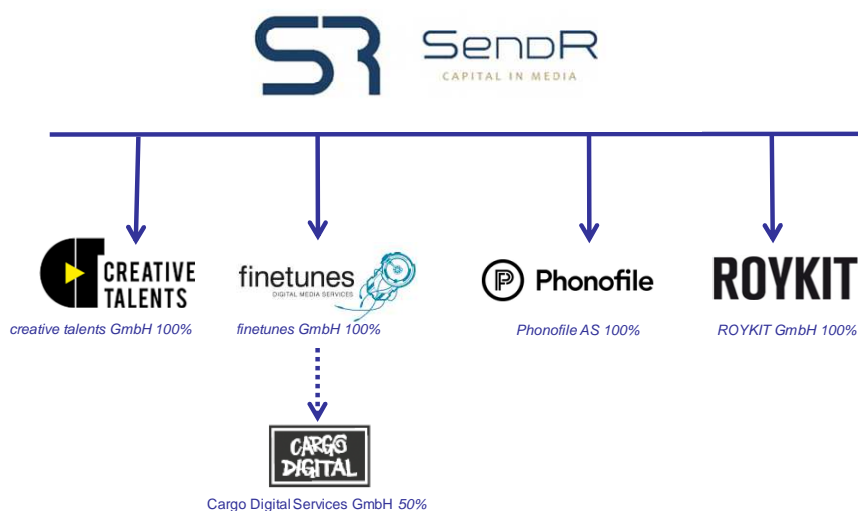 SR
SENDR
CAPITAL IN MEDIA
CREATIVE
TALENTS
creative talents GmbH 100%
finetunes
DIGITAL MEDIA SERVICES
finetunes GmbH 100%
P Phonofile
Phonofile AS 100%
ROYKIT
ROYKIT GmbH 100%
CARGO
DIGITAL
Cargo Digital Services GmbH 50%